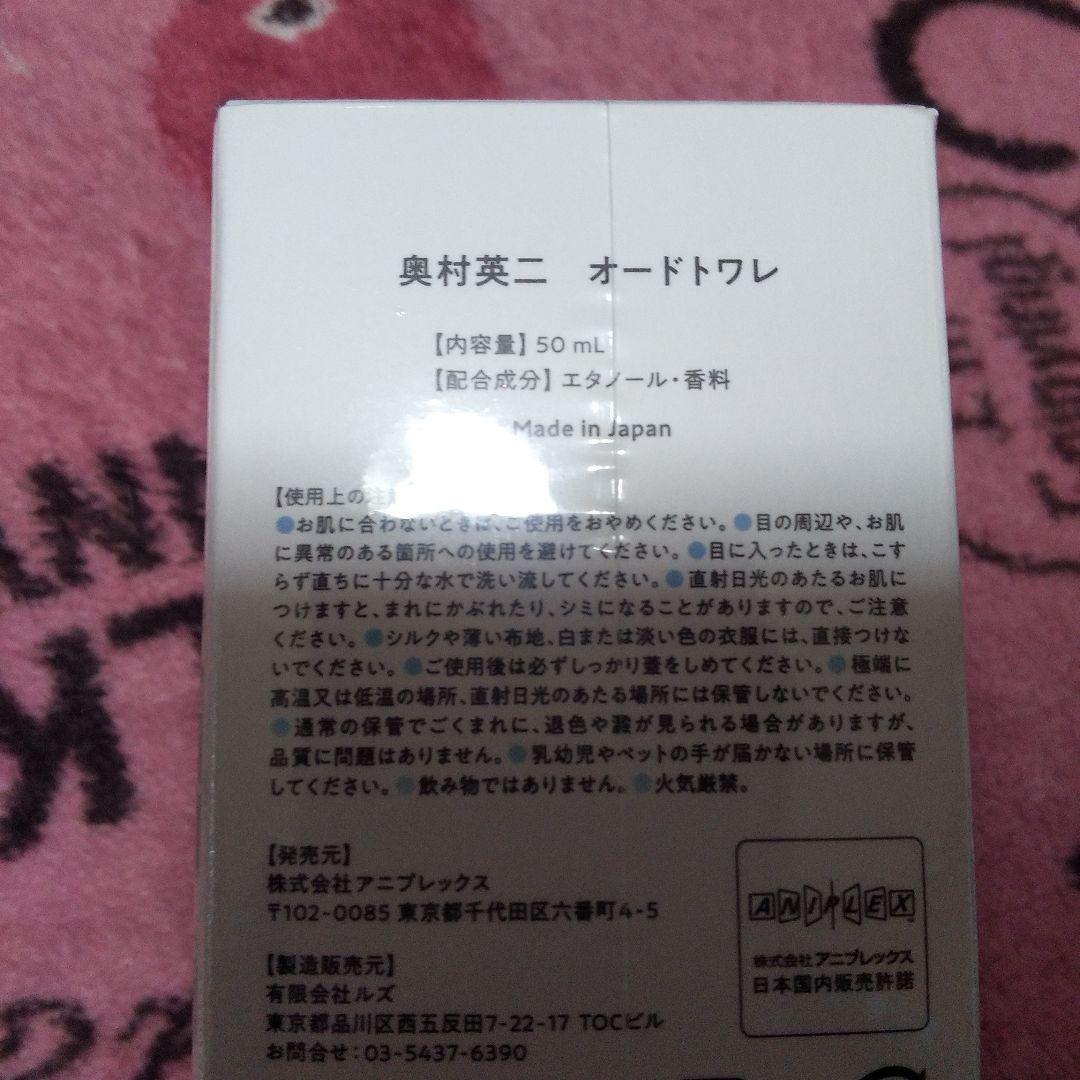 奥村英二 オードトワレ
【内容量】50 mL
【配合成分】エタノール・香料
Made in Japan
【使用上の注
●お肌に合わないときは、ご使用をおやめください。●目の周辺や、お肌
に異常のある箇所への使用を避けてください。●目に入ったときは、こす
らず直ちに十分な水で洗い流してください。●直射日光のあたるお肌に
つけますと、まれにかぶれたり、シミになることがありますので、ご注意
ください。●シルクや薄い布地、白または淡い色の衣服には、直接つけな
いでください。●ご使用後は必ずしっかり蓋をしめてください。●極端に
高温又は低温の場所、直射日光のあたる場所には保管しないでください。
●通常の保管でごくまれに、退色や澱が見られる場合がありますが、
品質に問題はありません。●乳幼児やペットの手が届かない場所に保管
してください。●飲み物ではありません。●火気厳禁。
【発売元】
株式会社アニプレックス
〒102-0085 東京都千代田区六番町4-5
【製造販売元】
有限会社ルズ
東京都品川区西五反田7-22-17 TOCビル
お問合せ：03-5437-6390
ANIPLEX
株式会社アニプレックス
日本国内販売許諾